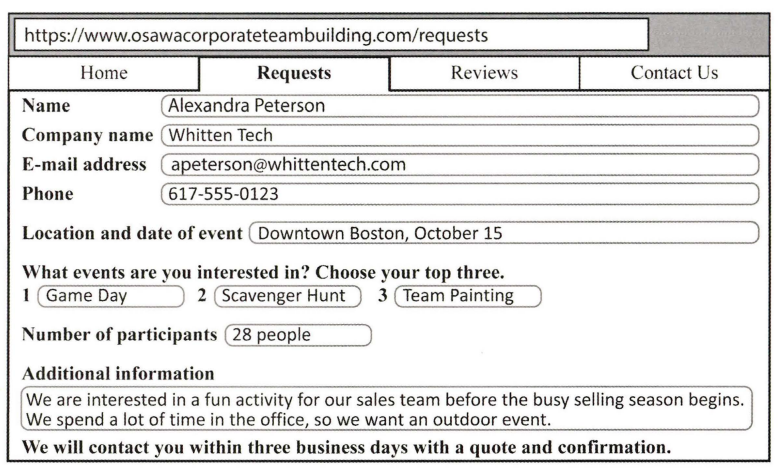 https://www.osawacorporateteambuilding.com/requests
Home Requests Reviews Contact Us
Name Alexandra Peterson
Company name Whitten Tech
E-mail address apeterson@whittentech.com
Phone 617-555-0123
Location and date of event Downtown Boston, October 15
What events are you interested in? Choose your top three.
1 Game Day 2 Scavenger Hunt 3 Team Painting
Number of participants 28 people
Additional information
We are interested in a fun activity for our sales team before the busy selling season begins.
We spend a lot of time in the office, so we want an outdoor event.
We will contact you within three business days with a quote and confirmation.